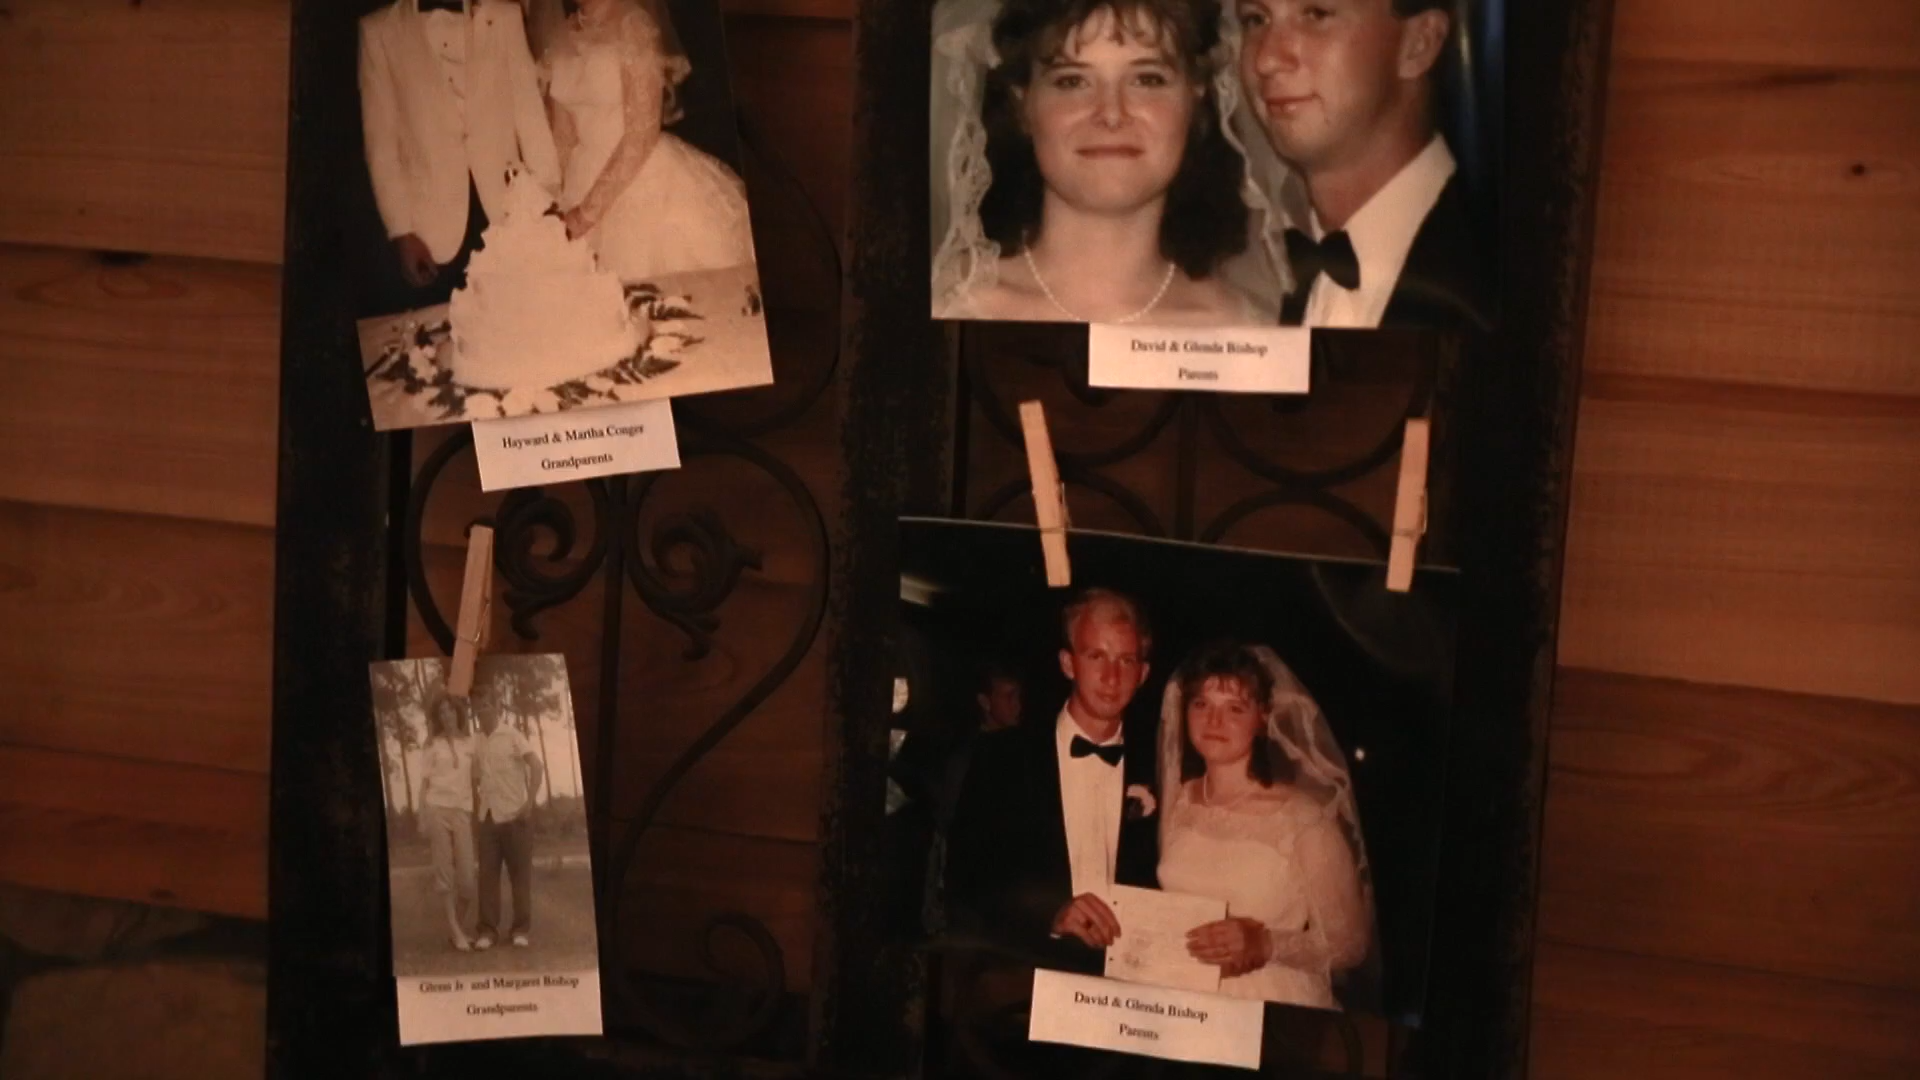 Hayward & Martha Conger
Grandparents
David & Glenda Bishop
Parents
Glenn Jr. and Margaret Bishop
Grandparents
David & Glenda Bishop
Parents